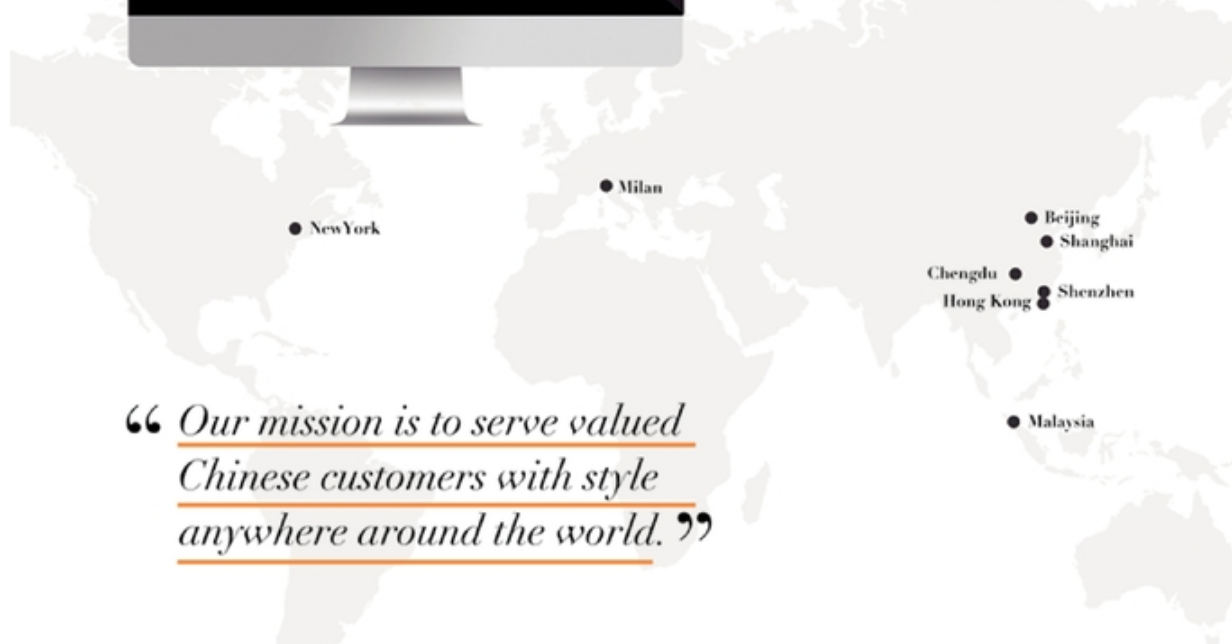 Milan
NewYork
Beijing
Shanghai
Chengdu
Shenzhen
Hong Kong
“ Our mission is to serve valued
Chinese customers with style
anywhere around the world. ”
Malaysia